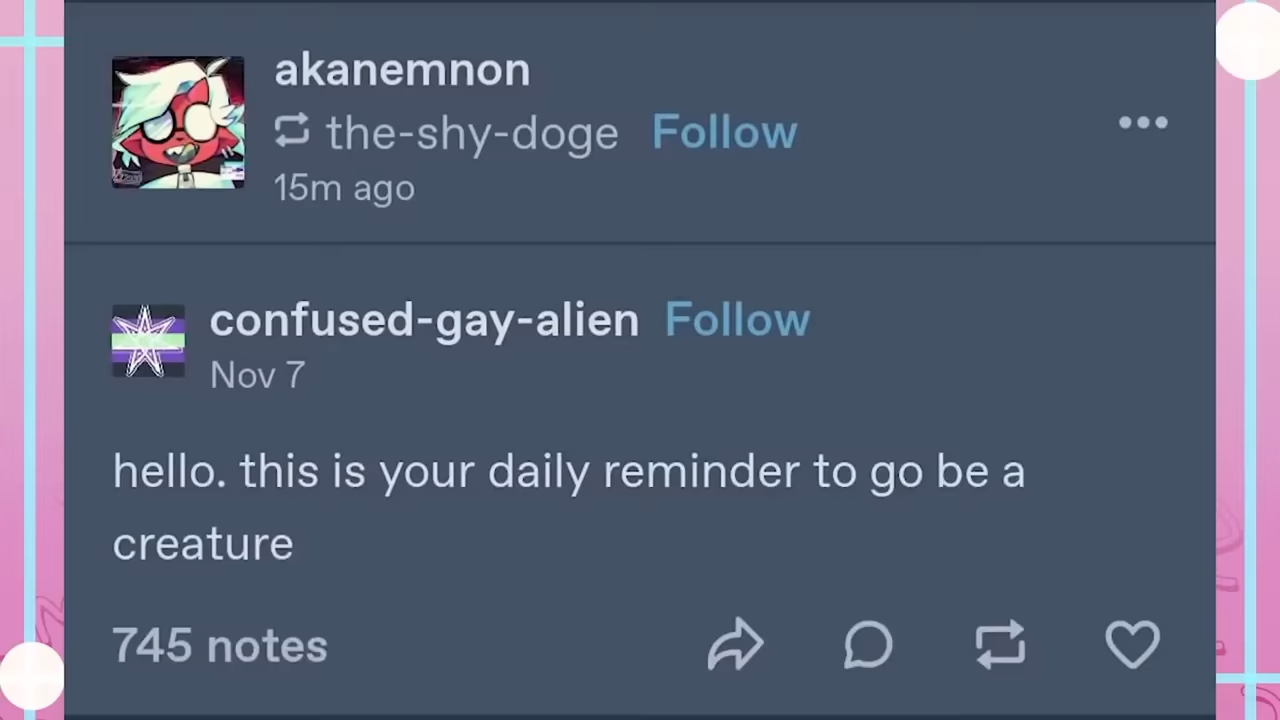 akanemnon
the-shy-doge Follow
15m ago
confused-gay-alien Follow
Nov 7
hello. this is your daily reminder to go be a
creature
745 notes